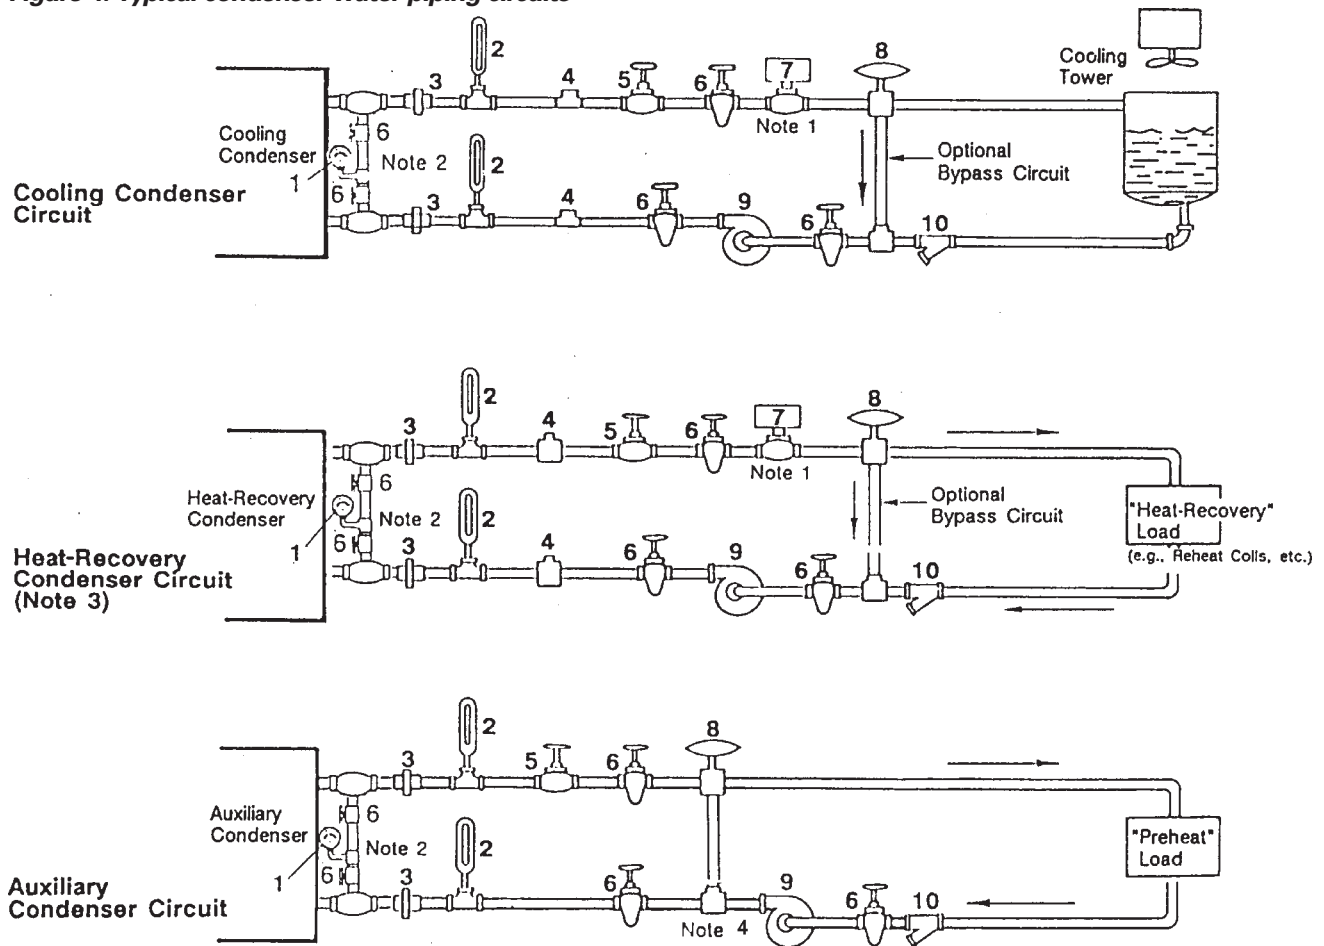 Figure 4. Typical condenser water piping circuits
2
8
Cooling
Tower
3
4
5
6
7
Note 1
Cooling
Condenser
6
Note 2
1
6
2
Optional
Bypass Circuit
Cooling Condenser
Circuit
3
4
6
9
6
10
2
8
3
4
5
6
7
Note 1
Heat-Recovery
Condenser
6
Note 2
1
6
2
Optional
Bypass Circuit
"Heat-Recovery"
Load
(e.g., Reheat Coils, etc.)
Heat-Recovery
Condenser Circuit
(Note 3)
3
4
6
9
6
10
2
8
3
5
6
Auxiliary
Condenser
6
Note 2
1
6
2
"Preheat"
Load
Auxiliary
Condenser Circuit
3
6
Note 4
9
6
10